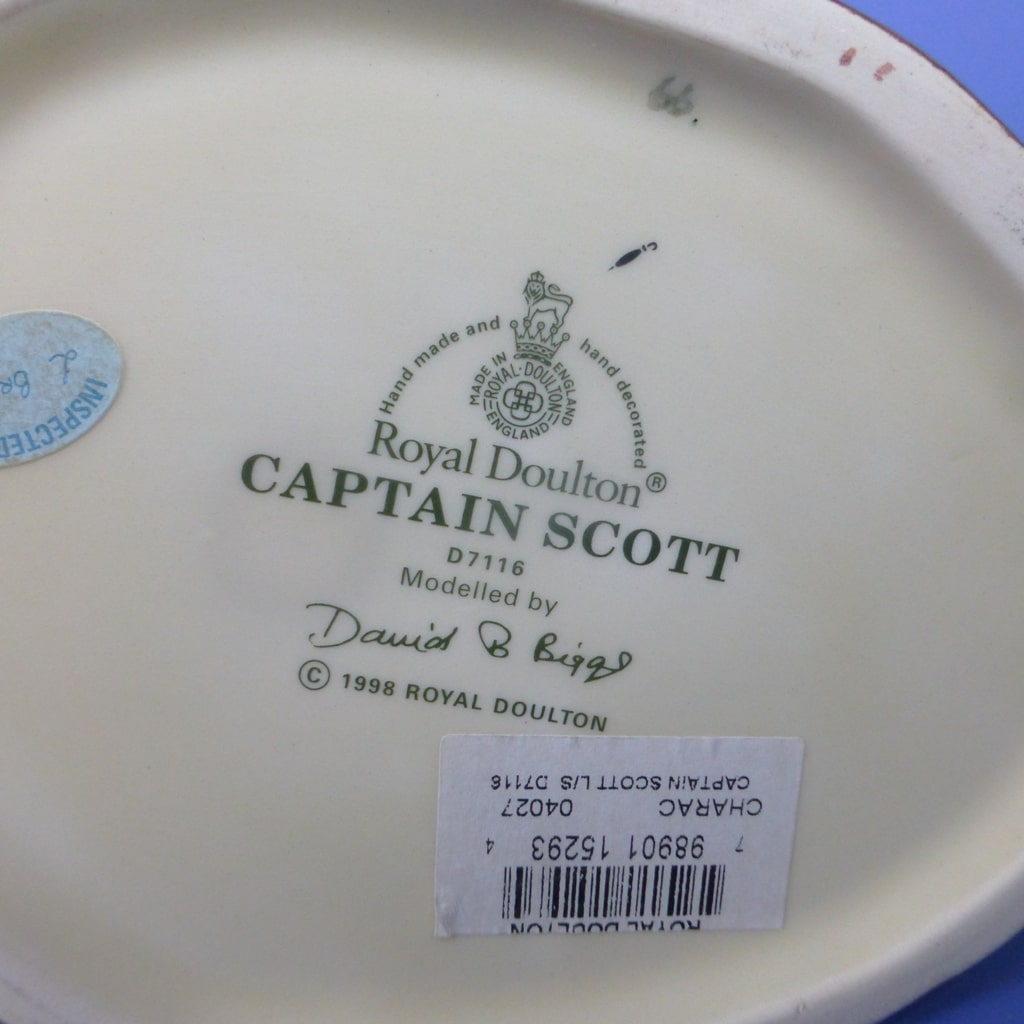 66.
Hand made and hand decorated
MADE IN ENGLAND
ROYAL·DOULTON
ENGLAND
Royal Doulton®
CAPTAIN SCOTT
D7116
Modelled by
David B Biggs
© 1998 ROYAL DOULTON
INSPECTED
ROYAL DOULTON
7 98901 15293 4
CHARAC 04027
CAPTAIN SCOTT L/S D7116